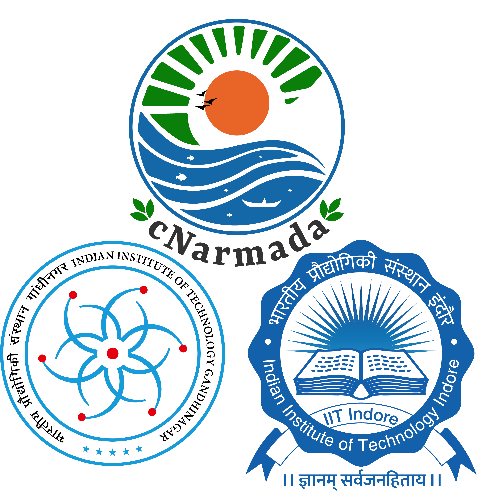 cNarmada
भारतीय प्रौद्योगिकी संस्थान गांधीनगर
INDIAN INSTITUTE OF TECHNOLOGY GANDHINAGAR
भारतीय प्रौद्योगिकी संस्थान इंदौर
IIT Indore
Indian Institute of Technology Indore
।। ज्ञानम् सर्वजनहिताय ।।